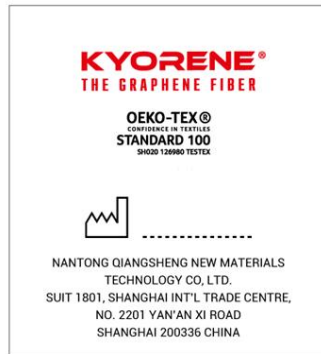 KYORENE®
THE GRAPHENE FIBER
OEKO-TEX®
CONFIDENCE IN TEXTILES
STANDARD 100
SH020 126980 TESTEX
NANTONG QIANGSHENG NEW MATERIALS
TECHNOLOGY CO, LTD.
SUIT 1801, SHANGHAI INT'L TRADE CENTRE,
NO. 2201 YAN'AN XI ROAD
SHANGHAI 200336 CHINA